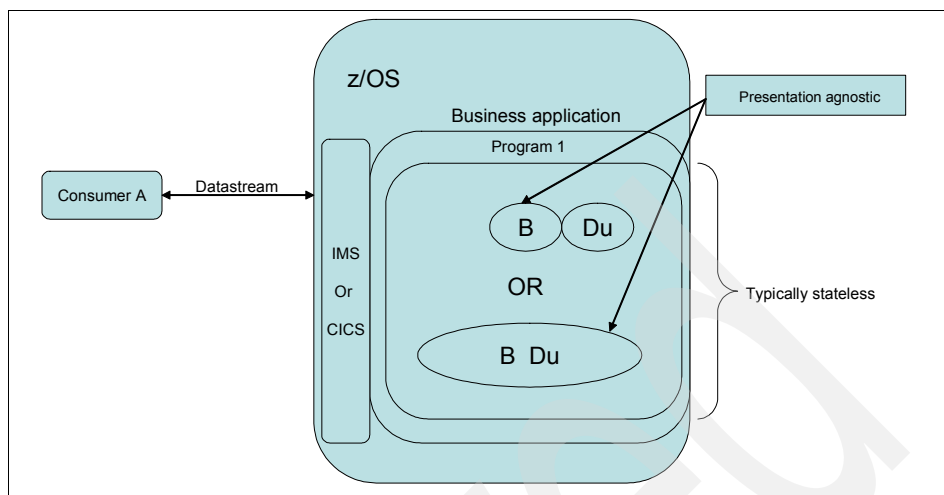 z/OS
Presentation agnostic
Business application
Program 1
Consumer A
Datastream
B
Du
IMS
Or
CICS
OR
Typically stateless
B Du